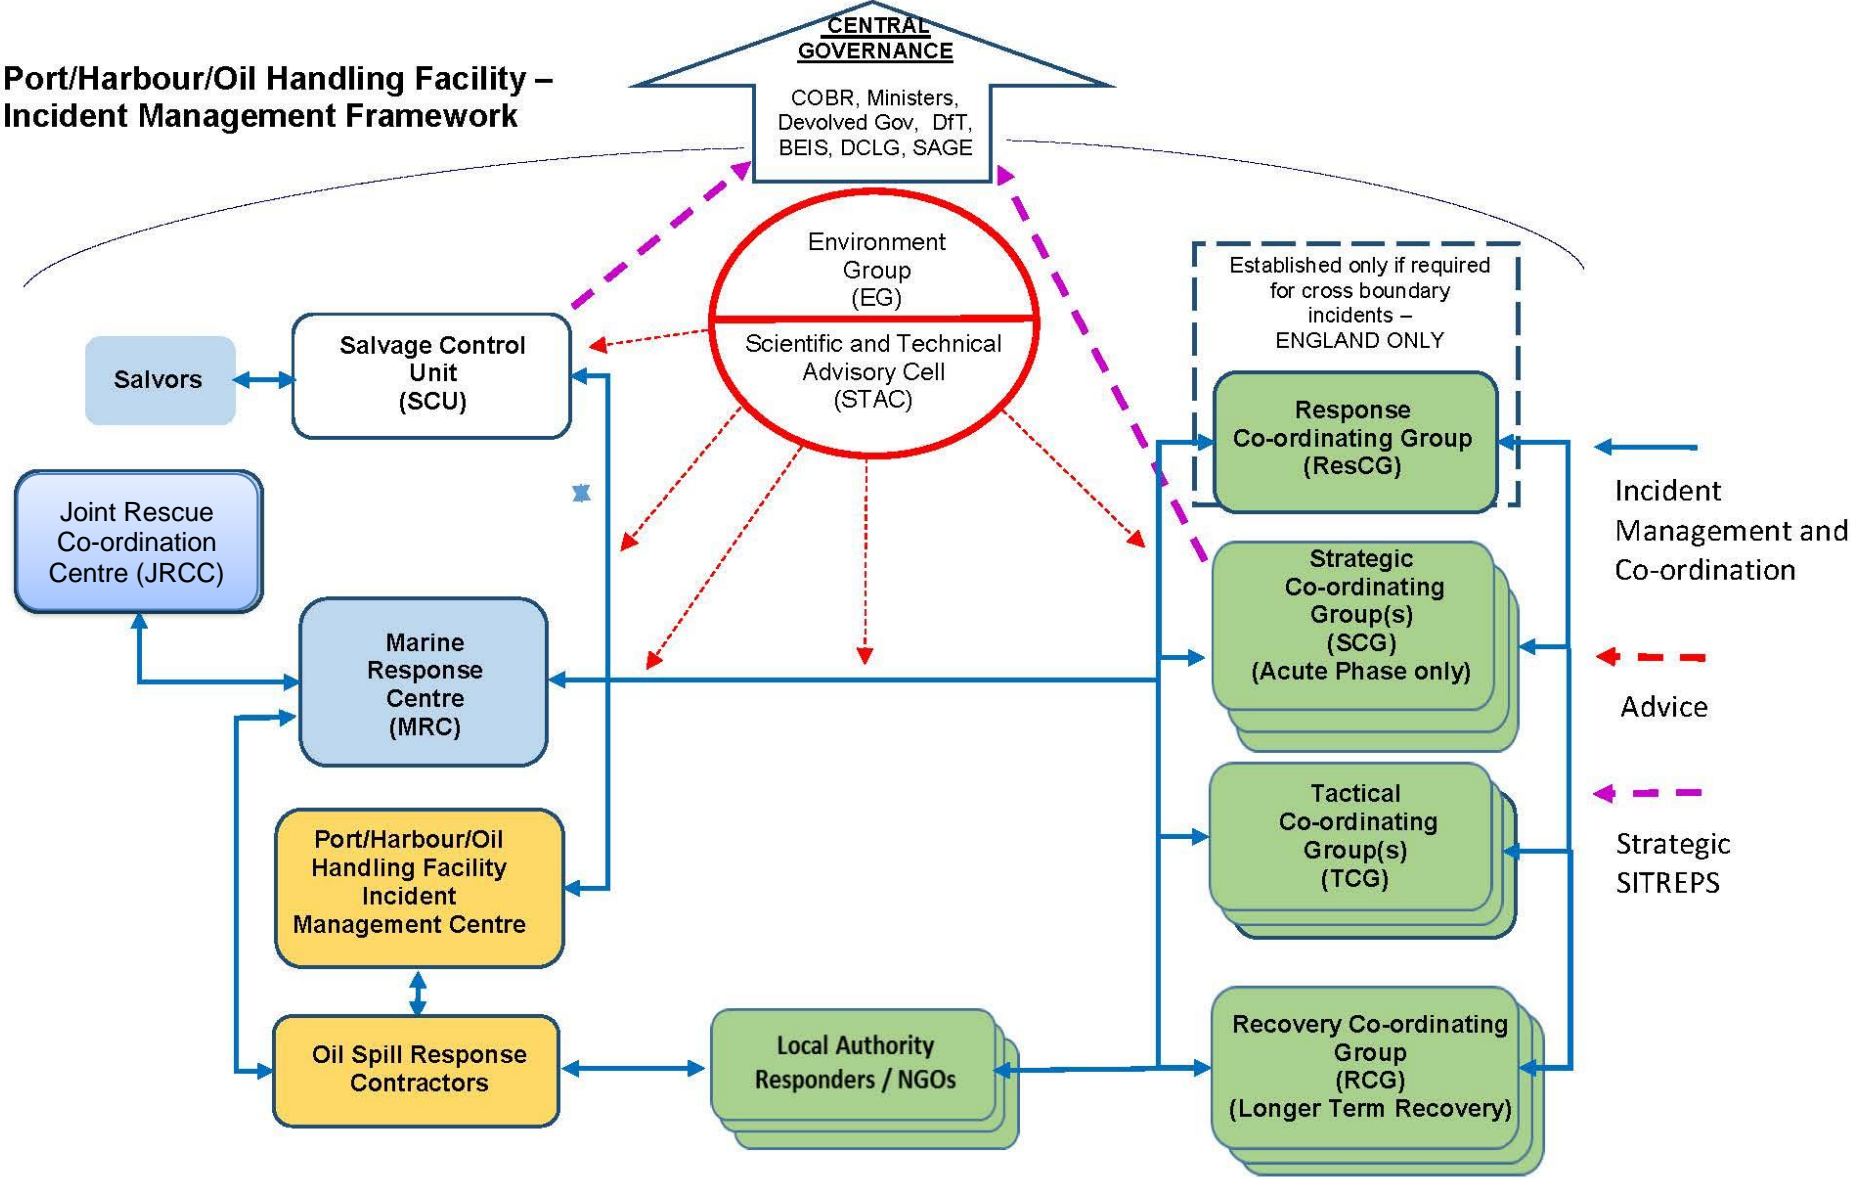 Port/Harbour/Oil Handling Facility –
Incident Management Framework
CENTRAL
GOVERNANCE
COBR, Ministers,
Devolved Gov, DfT,
BEIS, DCLG, SAGE
Environment
Group
(EG)
Scientific and Technical
Advisory Cell
(STAC)
Established only if required
for cross boundary
incidents –
ENGLAND ONLY
Salvors
Salvage Control
Unit
(SCU)
Response
Co-ordinating Group
(ResCG)
Joint Rescue
Co-ordination
Centre (JRCC)
Incident
Management and
Co-ordination
Strategic
Co-ordinating
Group(s)
(SCG)
(Acute Phase only)
Marine
Response
Centre
(MRC)
Advice
Tactical
Co-ordinating
Group(s)
(TCG)
Strategic
SITREPS
Port/Harbour/Oil
Handling Facility
Incident
Management Centre
Oil Spill Response
Contractors
Local Authority
Responders / NGOs
Recovery Co-ordinating
Group
(RCG)
(Longer Term Recovery)